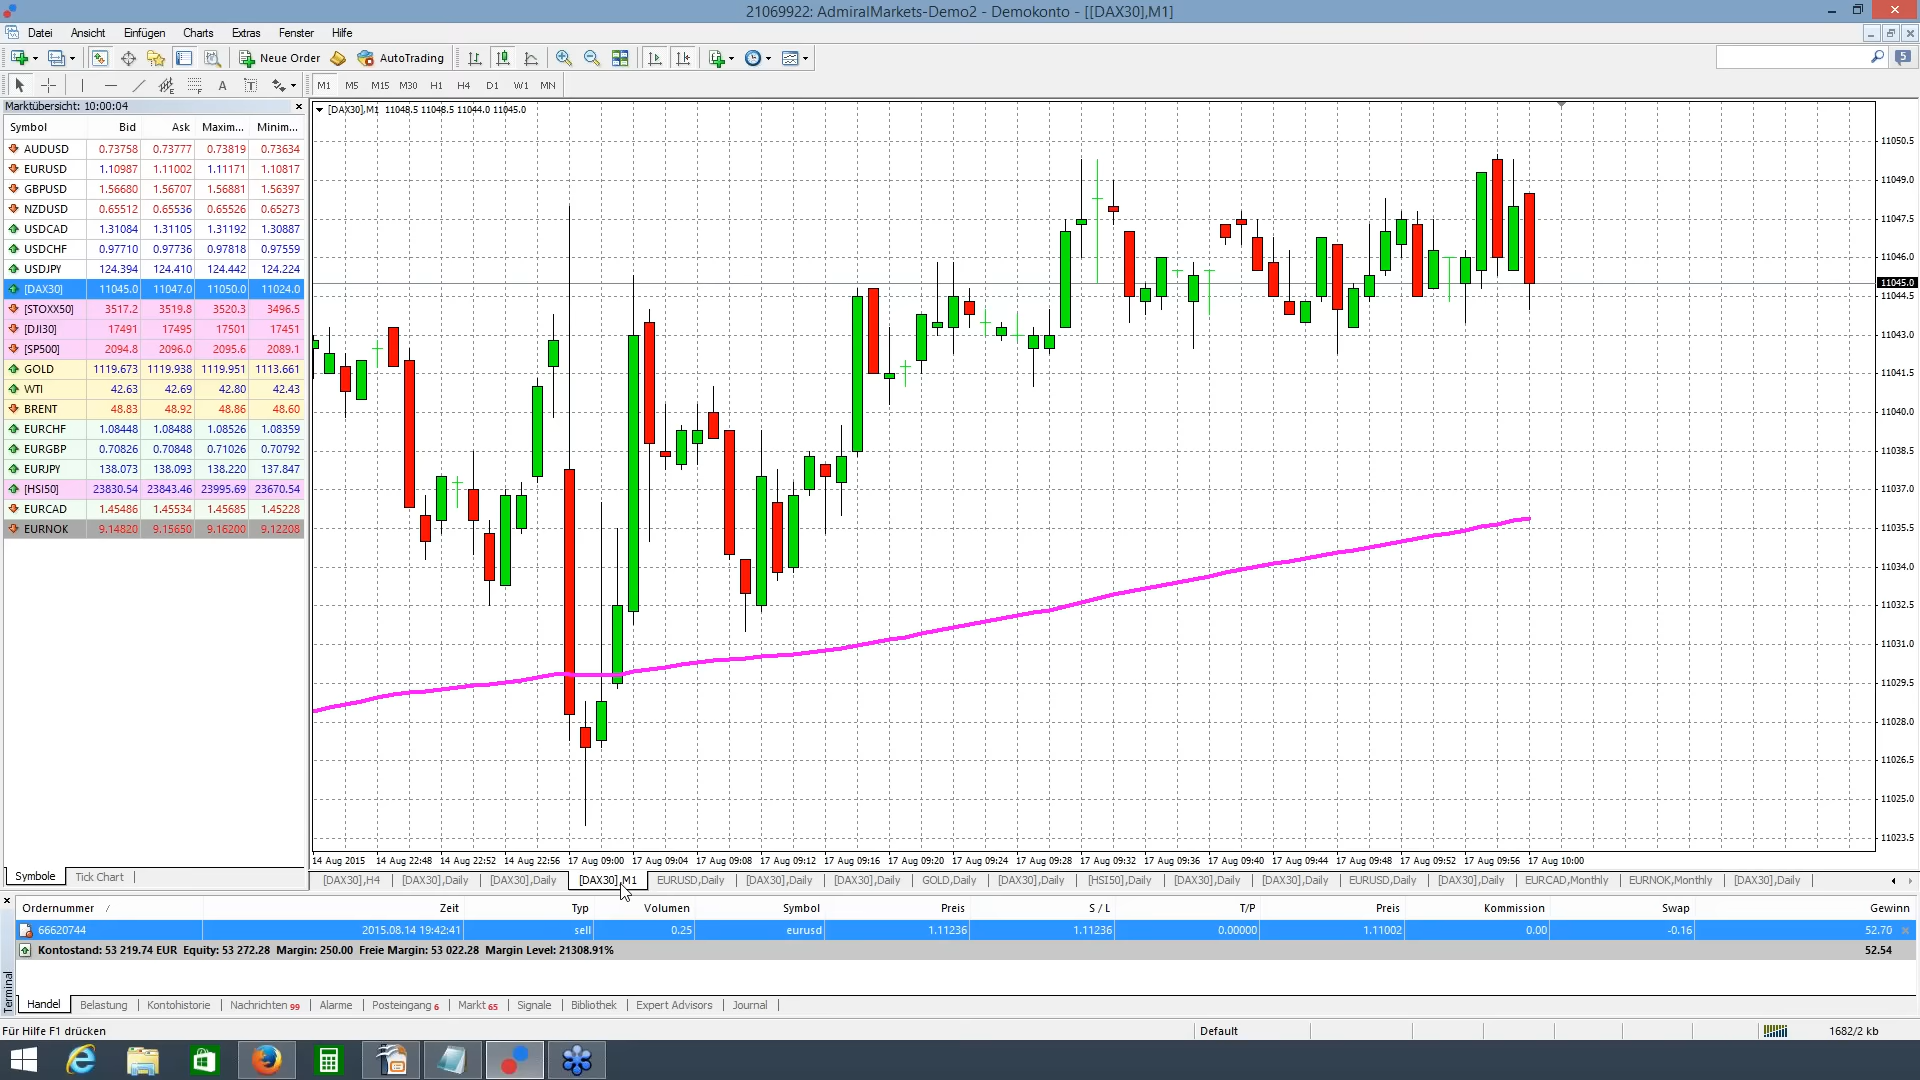 21069922: AdmiralMarkets-Demo2 - Demokonto - [[DAX30],M1]
Datei Ansicht Einfügen Charts Extras Fenster Hilfe
Neue Order AutoTrading 5
A T M1 M5 M15 M30 H1 H4 D1 W1 MN
Marktübersicht: 10:00:04
Symbol Bid Ask Maxim... Minim...
AUDUSD 0.73758 0.73777 0.73819 0.73634
EURUSD 1.10987 1.11002 1.11171 1.10817
GBPUSD 1.56680 1.56707 1.56881 1.56397
NZDUSD 0.65512 0.65536 0.65526 0.65273
USDCAD 1.31084 1.31105 1.31192 1.30887
USDCHF 0.97710 0.97736 0.97818 0.97559
USDJPY 124.394 124.410 124.442 124.224
[DAX30] 11045.0 11047.0 11050.0 11024.0
[STOXX50] 3517.2 3519.8 3520.3 3496.5
[DJI30] 17491 17495 17501 17451
[SP500] 2094.8 2096.0 2095.6 2089.1
GOLD 1119.673 1119.938 1119.951 1113.661
WTI 42.63 42.69 42.80 42.43
BRENT 48.83 48.92 48.86 48.60
EURCHF 1.08448 1.08488 1.08526 1.08359
EURGBP 0.70826 0.70848 0.71026 0.70792
EURJPY 138.073 138.093 138.220 137.847
[HSI50] 23830.54 23843.46 23995.69 23670.54
EURCAD 1.45486 1.45534 1.45685 1.45228
EURNOK 9.14820 9.15650 9.16200 9.12208
Symbole Tick Chart
[DAX30],M1 11048.5 11048.5 11044.0 11045.0
11050.5
11049.0
11047.5
11046.0
11045.0
11044.5
11043.0
11041.5
11040.0
11038.5
11037.0
11035.5
11034.0
11032.5
11031.0
11029.5
11028.0
11026.5
11025.0
11023.5
14 Aug 2015 14 Aug 22:48 14 Aug 22:52 14 Aug 22:56 17 Aug 09:00 17 Aug 09:04 17 Aug 09:08 17 Aug 09:12 17 Aug 09:16 17 Aug 09:20 17 Aug 09:24 17 Aug 09:28 17 Aug 09:32 17 Aug 09:36 17 Aug 09:40 17 Aug 09:44 17 Aug 09:48 17 Aug 09:52 17 Aug 09:56 17 Aug 10:00
[DAX30],H4 [DAX30],Daily [DAX30],Daily [DAX30],M1 EURUSD,Daily [DAX30],Daily [DAX30],Daily GOLD,Daily [DAX30],Daily [HSI50],Daily [DAX30],Daily [DAX30],Daily EURUSD,Daily [DAX30],Daily EURCAD,Monthly EURNOK,Monthly [DAX30],Daily
Ordernummer / Zeit Typ Volumen Symbol Preis S / L T/P Preis Kommission Swap Gewinn
66620744 2015.08.14 19:42:41 sell 0.25 eurusd 1.11236 1.11236 0.00000 1.11002 0.00 -0.16 52.70
Kontostand: 53 219.74 EUR Equity: 53 272.28 Margin: 250.00 Freie Margin: 53 022.28 Margin Level: 21308.91% 52.54
Terminal
Handel Belastung Kontohistorie Nachrichten 99 Alarme Posteingang 6 Markt 65 Signale Bibliothek Expert Advisors Journal
Für Hilfe F1 drücken Default 1682/2 kb